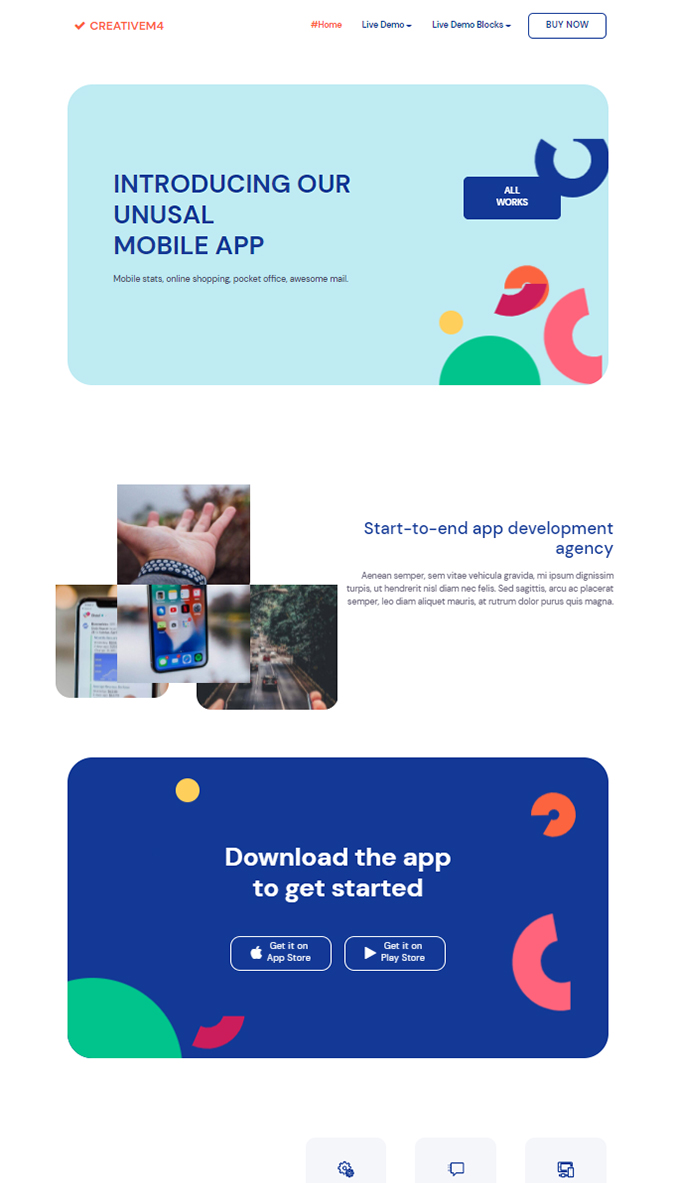 CREATIVEM4
#Home
Live Demo
Live Demo Blocks
BUY NOW
INTRODUCING OUR
UNUSAL
MOBILE APP
Mobile stats, online shopping, pocket office, awesome mail.
ALL
WORKS
Start-to-end app development
agency
Aenean semper, sem vitae vehicula gravida, mi ipsum dignissim
turpis, ut hendrerit nisl diam nec felis. Sed sagittis, arcu ac placerat
semper, leo diam aliquet mauris, at rutrum dolor purus quis magna.
Download the app
to get started
Get it on
App Store
Get it on
Play Store